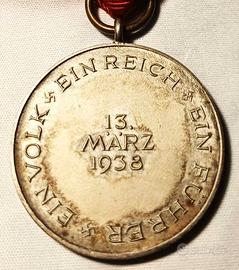 EIN VOLK ࿕ EIN REICH ࿕ EIN FÜHRER ࿕
13.
MÄRZ
1938